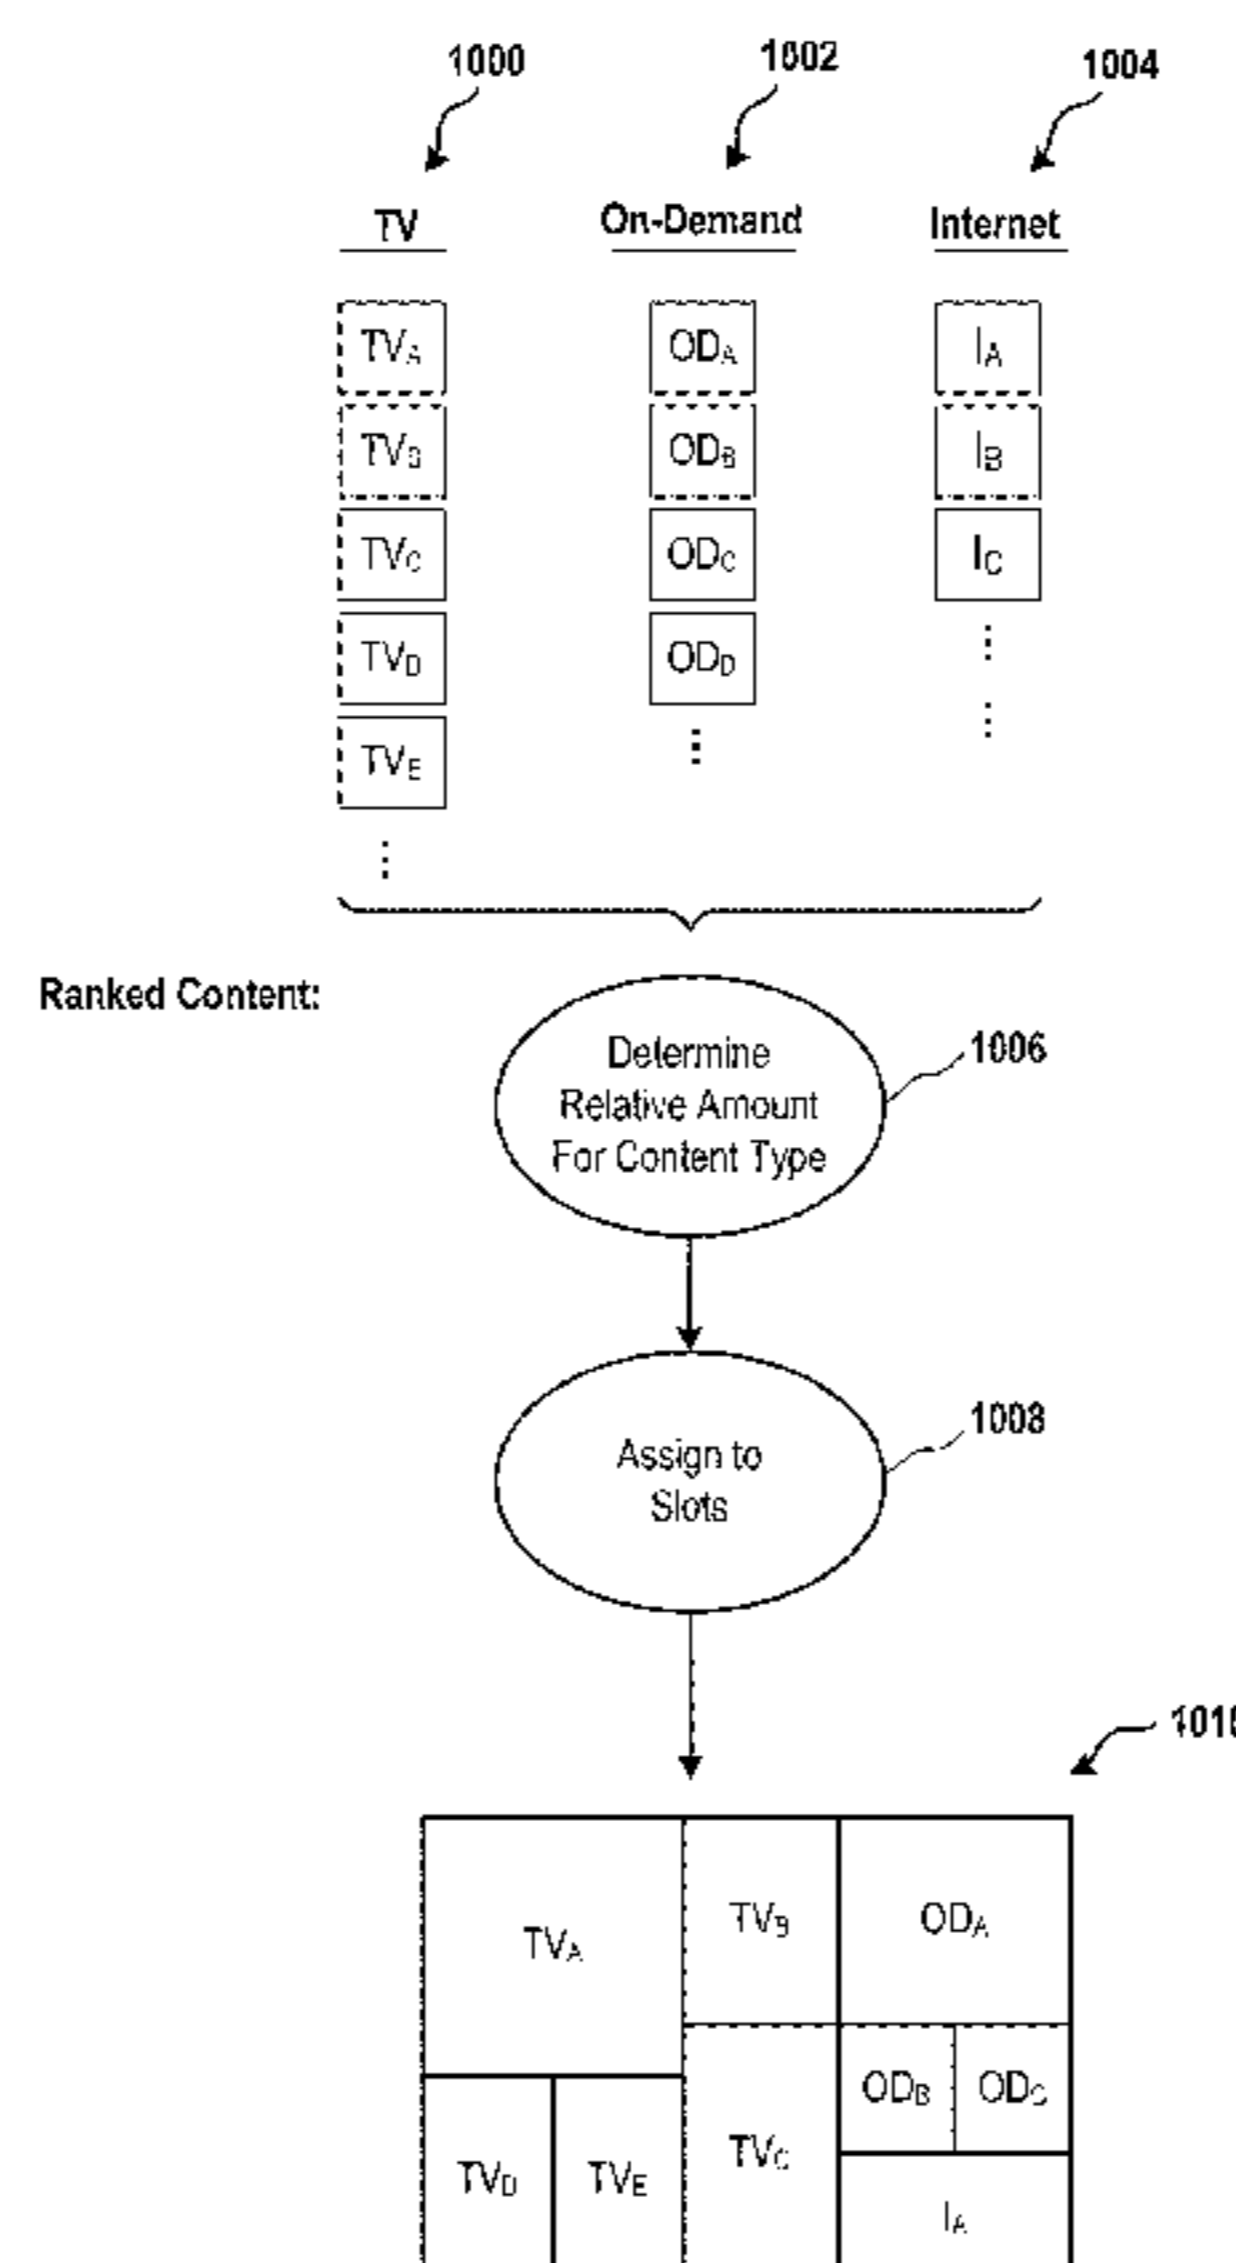 1000 1002 1004
TV On-Demand Internet
TVA ODA IA
TVB ODB IB
TVC ODC IC
TVD ODD
TVE
Ranked Content:
Determine
Relative Amount
For Content Type
1006
Assign to
Slots
1008
TVA TVB ODA
ODB ODC
TVD TVE TVC
IA